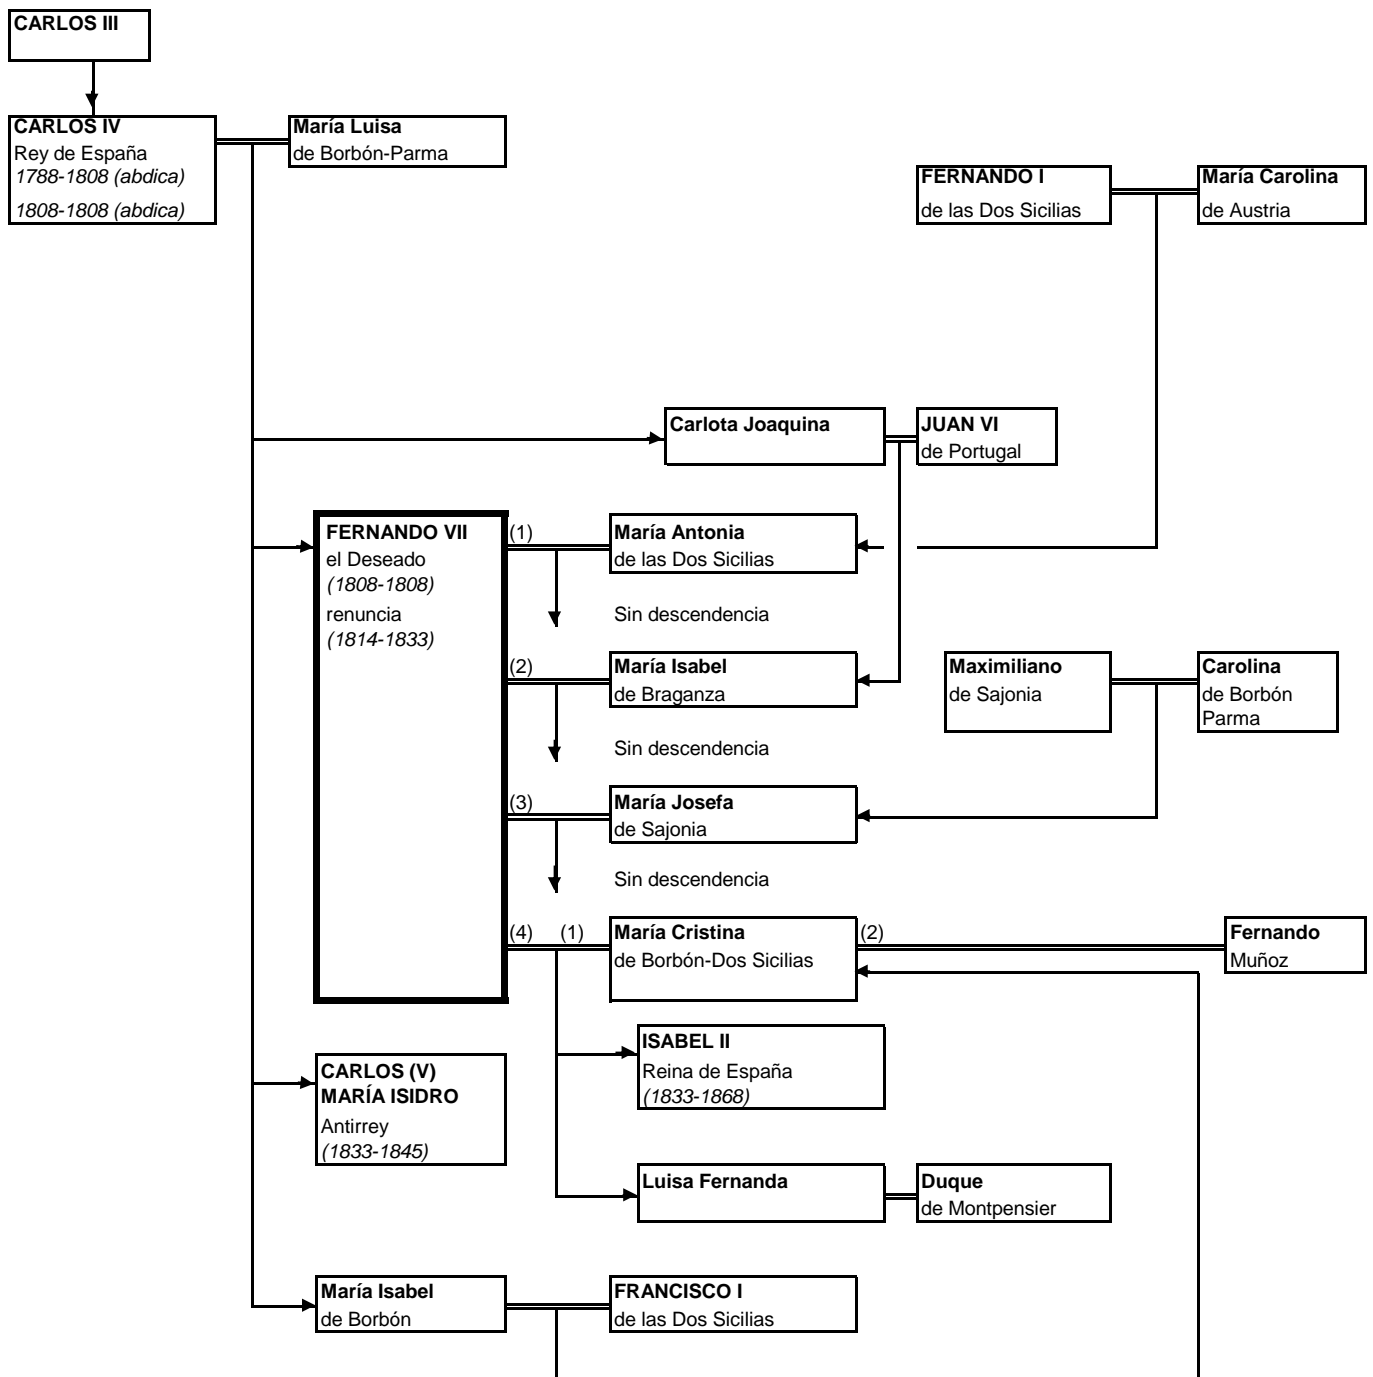 CARLOS III
CARLOS IV
Rey de España
1788-1808 (abdica)
1808-1808 (abdica)
María Luisa
de Borbón-Parma
FERNANDO I
de las Dos Sicilias
María Carolina
de Austria
Carlota Joaquina
JUAN VI
de Portugal
FERNANDO VII
el Deseado
(1808-1808)
renuncia
(1814-1833)
(1)
María Antonia
de las Dos Sicilias
Sin descendencia
(2)
María Isabel
de Braganza
Maximiliano
de Sajonia
Carolina
de Borbón
Parma
Sin descendencia
(3)
María Josefa
de Sajonia
Sin descendencia
(4)
(1)
María Cristina
de Borbón-Dos Sicilias
(2)
Fernando
Muñoz
ISABEL II
Reina de España
(1833-1868)
CARLOS (V)
MARÍA ISIDRO
Antirrey
(1833-1845)
Luisa Fernanda
Duque
de Montpensier
María Isabel
de Borbón
FRANCISCO I
de las Dos Sicilias